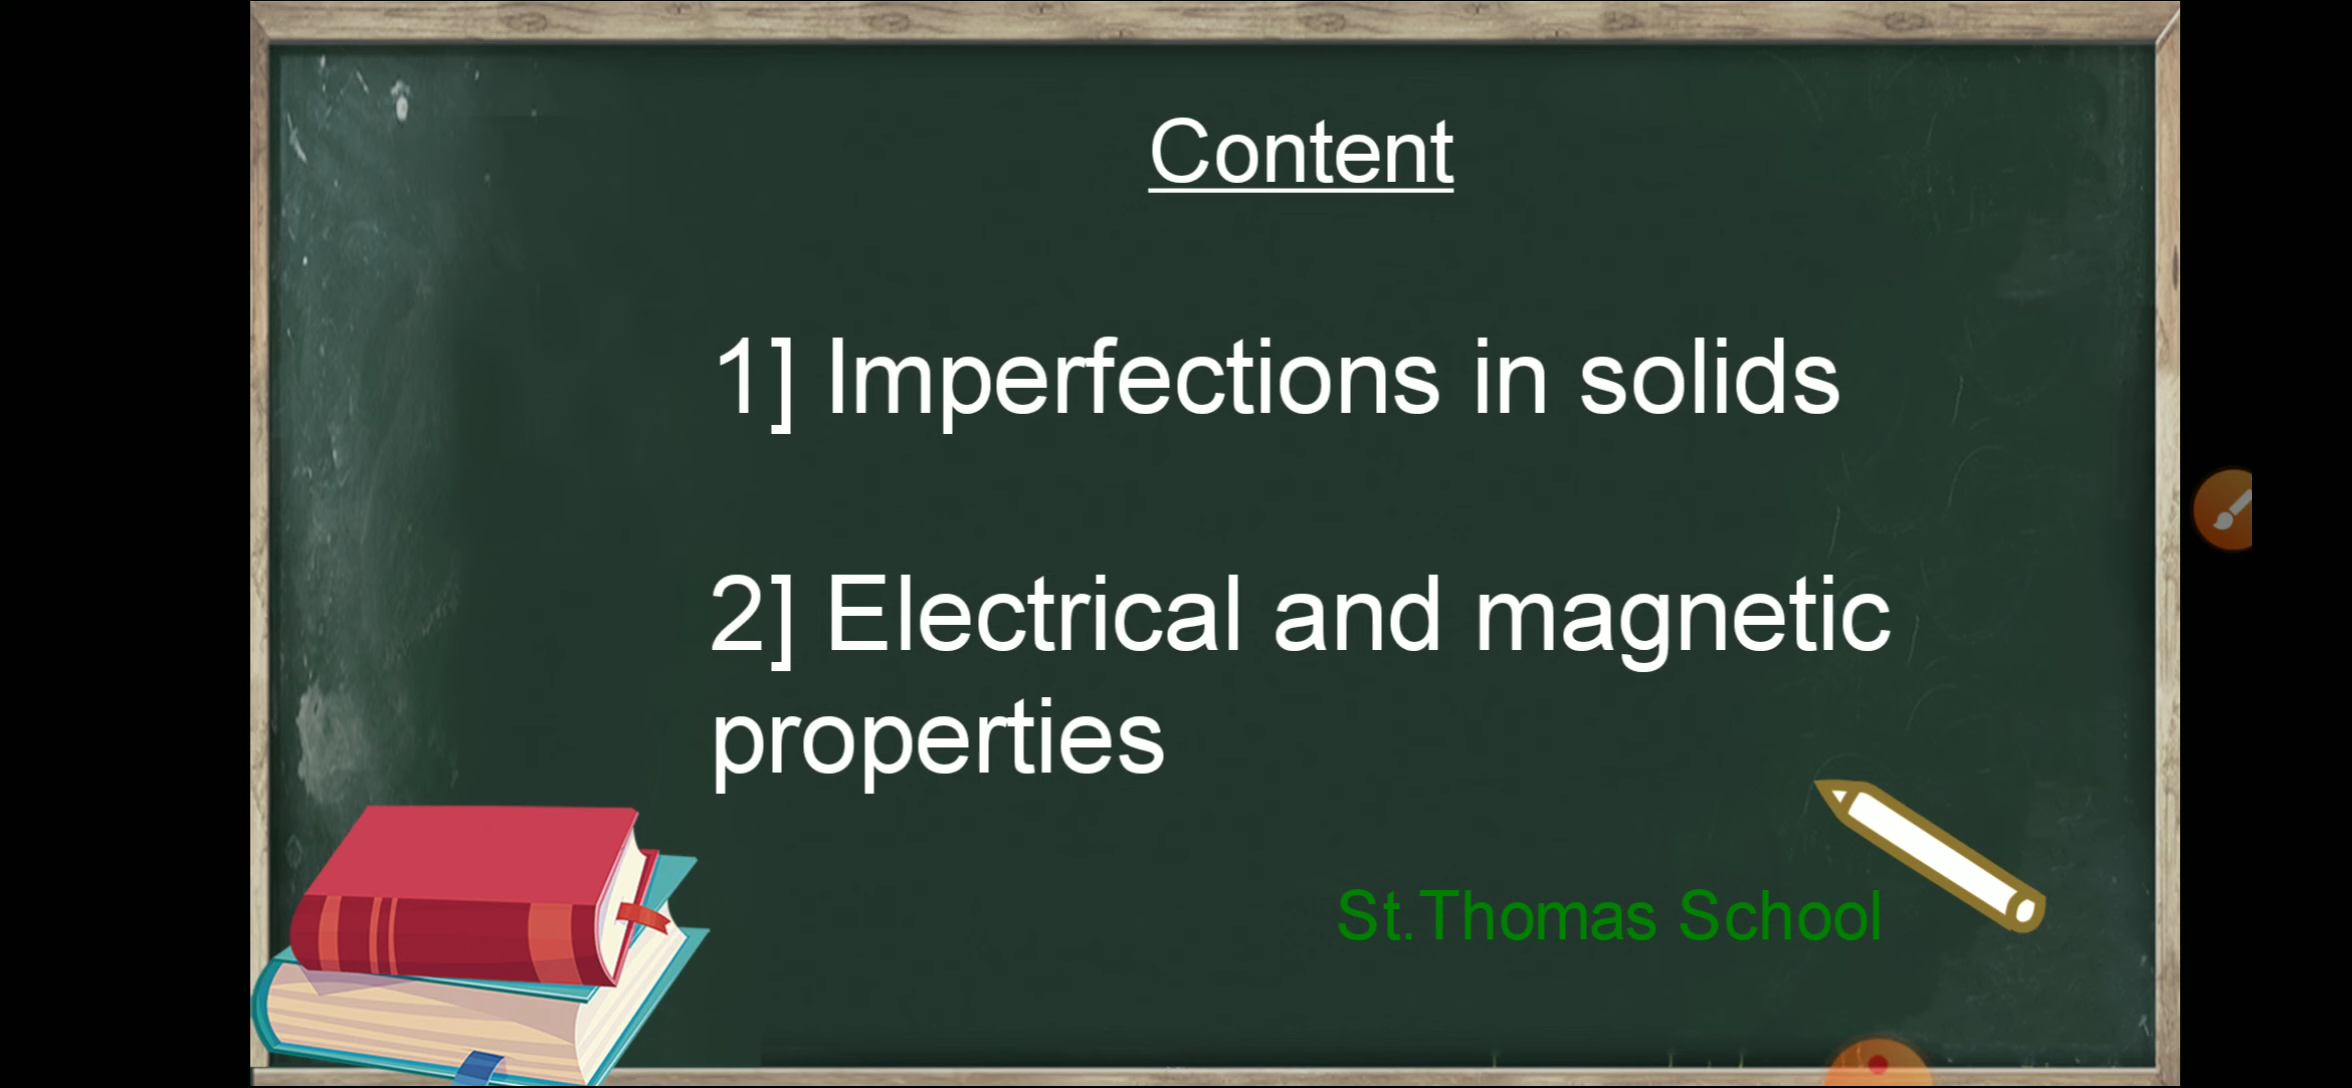 Content
1] Imperfections in solids
2] Electrical and magnetic
properties
St.Thomas School